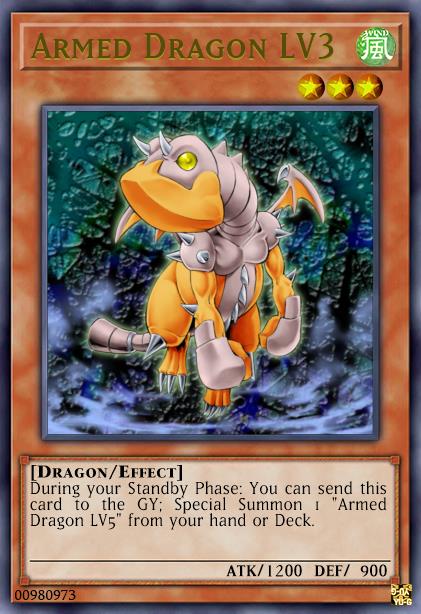 Armed Dragon LV3
WIND
風
[Dragon/Effect]
During your Standby Phase: You can send this
card to the GY; Special Summon 1 "Armed
Dragon LV5" from your hand or Deck.
ATK/1200 DEF/ 900
00980973